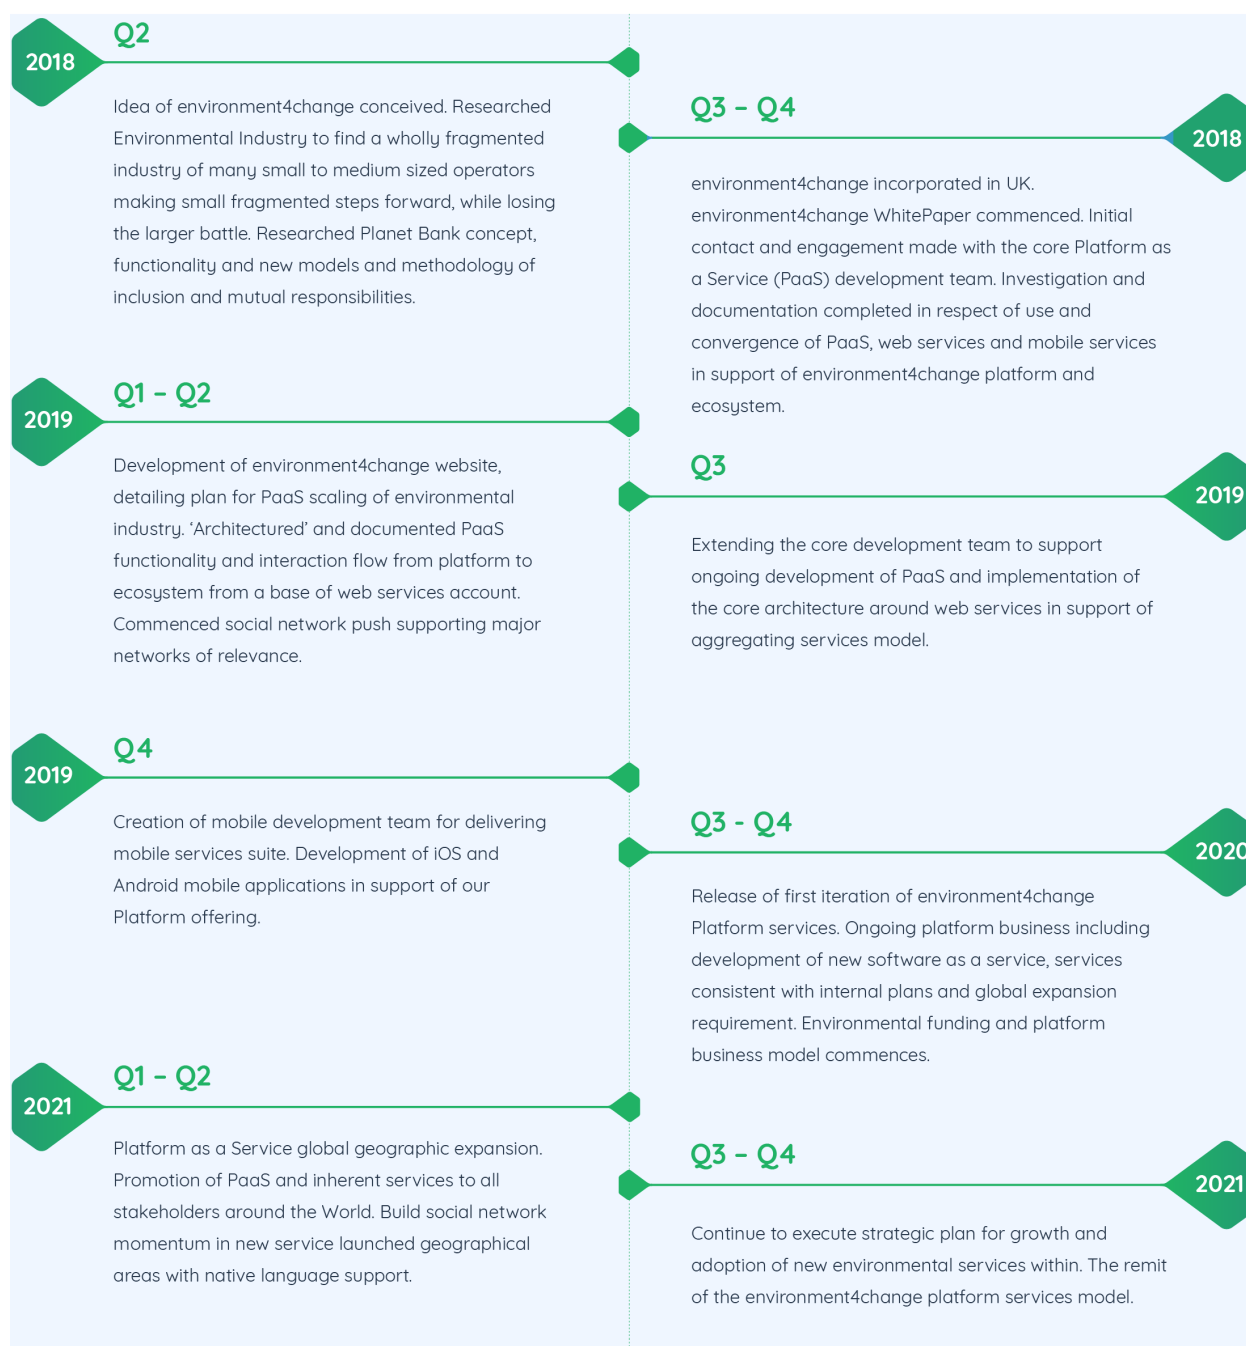 Q2
2018
Idea of environment4change conceived. Researched
Environmental Industry to find a wholly fragmented
industry of many small to medium sized operators
making small fragmented steps forward, while losing
the larger battle. Researched Planet Bank concept,
functionality and new models and methodology of
inclusion and mutual responsibilities.
Q3 – Q4
2018
environment4change incorporated in UK.
environment4change WhitePaper commenced. Initial
contact and engagement made with the core Platform as
a Service (PaaS) development team. Investigation and
documentation completed in respect of use and
convergence of PaaS, web services and mobile services
in support of environment4change platform and
ecosystem.
Q1 – Q2
2019
Development of environment4change website,
detailing plan for PaaS scaling of environmental
industry. ‘Architectured’ and documented PaaS
functionality and interaction flow from platform to
ecosystem from a base of web services account.
Commenced social network push supporting major
networks of relevance.
Q3
2019
Extending the core development team to support
ongoing development of PaaS and implementation of
the core architecture around web services in support of
aggregating services model.
Q4
2019
Creation of mobile development team for delivering
mobile services suite. Development of iOS and
Android mobile applications in support of our
Platform offering.
Q3 - Q4
2020
Release of first iteration of environment4change
Platform services. Ongoing platform business including
development of new software as a service, services
consistent with internal plans and global expansion
requirement. Environmental funding and platform
business model commences.
Q1 – Q2
2021
Platform as a Service global geographic expansion.
Promotion of PaaS and inherent services to all
stakeholders around the World. Build social network
momentum in new service launched geographical
areas with native language support.
Q3 – Q4
2021
Continue to execute strategic plan for growth and
adoption of new environmental services within. The remit
of the environment4change platform services model.